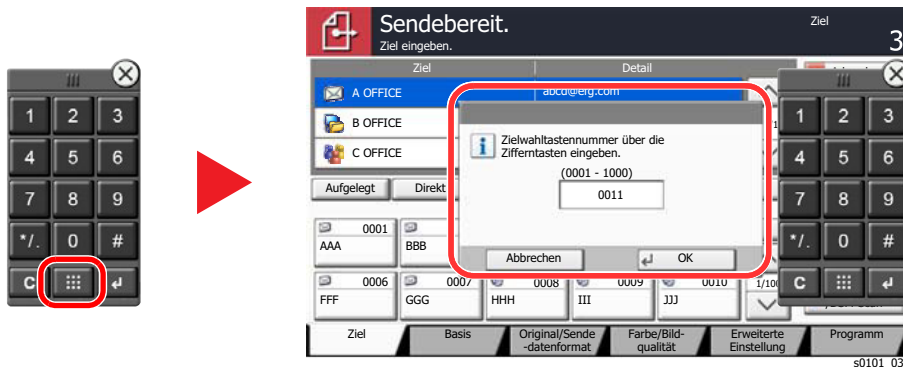 1 2 3
4 5 6
7 8 9
*/. 0 #
C
Sendebereit.
Ziel eingeben.
Ziel
3
Ziel Detail
A OFFICE abcd@efg.com
B OFFICE
C OFFICE
Zielwahltastennummer über die
Zifferntasten eingeben.
(0001 - 1000)
0011
Abbrechen OK
Aufgelegt Direkt
0001
AAA BBB
0006 0007 0008 0009 0010
FFF GGG HHH III JJJ
1/100
1 2 3
4 5 6
7 8 9
*/. 0 #
C
Ziel Basis Original/Sende
-datenformat Farbe/Bild-
qualität Erweiterte
Einstellung Programm
s0101_03